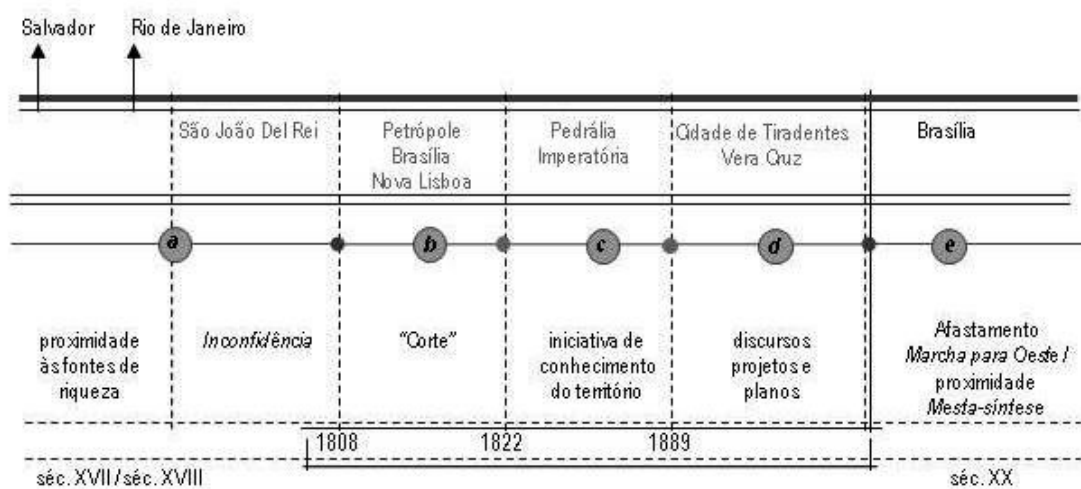 Salvador Rio de Janeiro
São João Del Rei
Petrópole
Brasília
Nova Lisboa
Pedrália
Imperatória
Cidade de Tiradentes
Vera Cruz
Brasília
a b c d e
proximidade
às fontes de
riqueza
Inconfidência
“Corte”
iniciativa de
conhecimento
do território
discursos
projetos e
planos
Afastamento
Marcha para Oeste /
proximidade
Mesta-síntese
1808 1822 1889
séc. XVII / séc. XVIII séc. XX